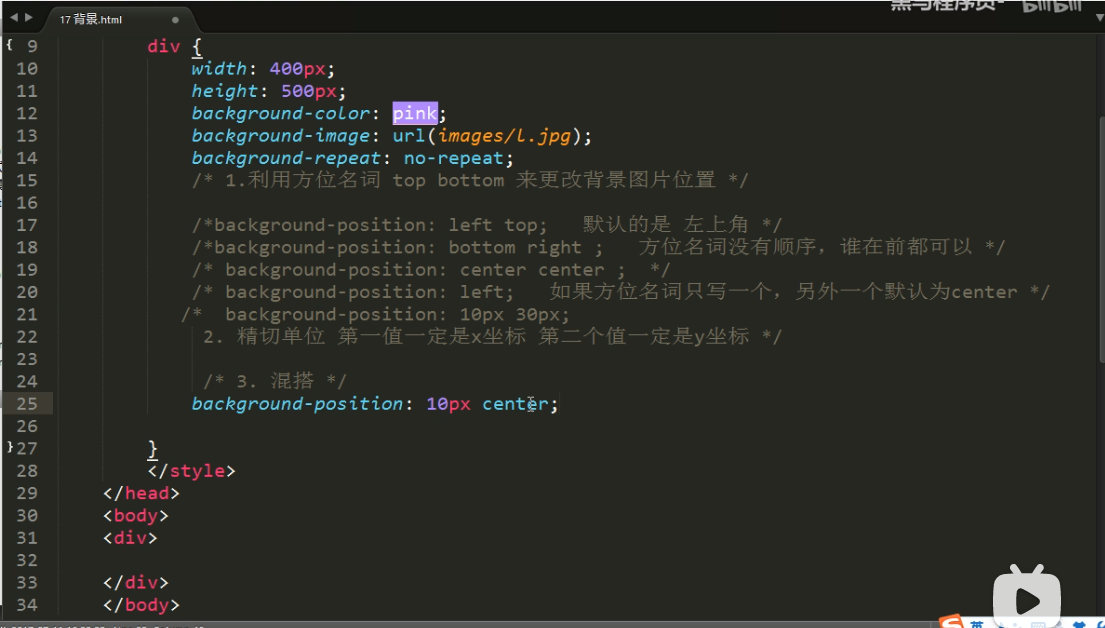 17 背景.html
黑马程序员- bilibili
9 div {
10 width: 400px;
11 height: 500px;
12 background-color: pink;
13 background-image: url(images/l.jpg);
14 background-repeat: no-repeat;
15 /* 1.利用方位名词 top bottom 来更改背景图片位置 */
16
17 /*background-position: left top; 默认的是 左上角 */
18 /*background-position: bottom right ; 方位名词没有顺序，谁在前都可以 */
19 /* background-position: center center ; */
20 /* background-position: left; 如果方位名词只写一个，另外一个默认为center */
21 /* background-position: 10px 30px;
22 2. 精切单位 第一值一定是x坐标 第二个值一定是y坐标 */
23
24 /* 3. 混搭 */
25 background-position: 10px center;
26
27 }
28 </style>
29 </head>
30 <body>
31 <div>
32
33 </div>
34 </body>
英